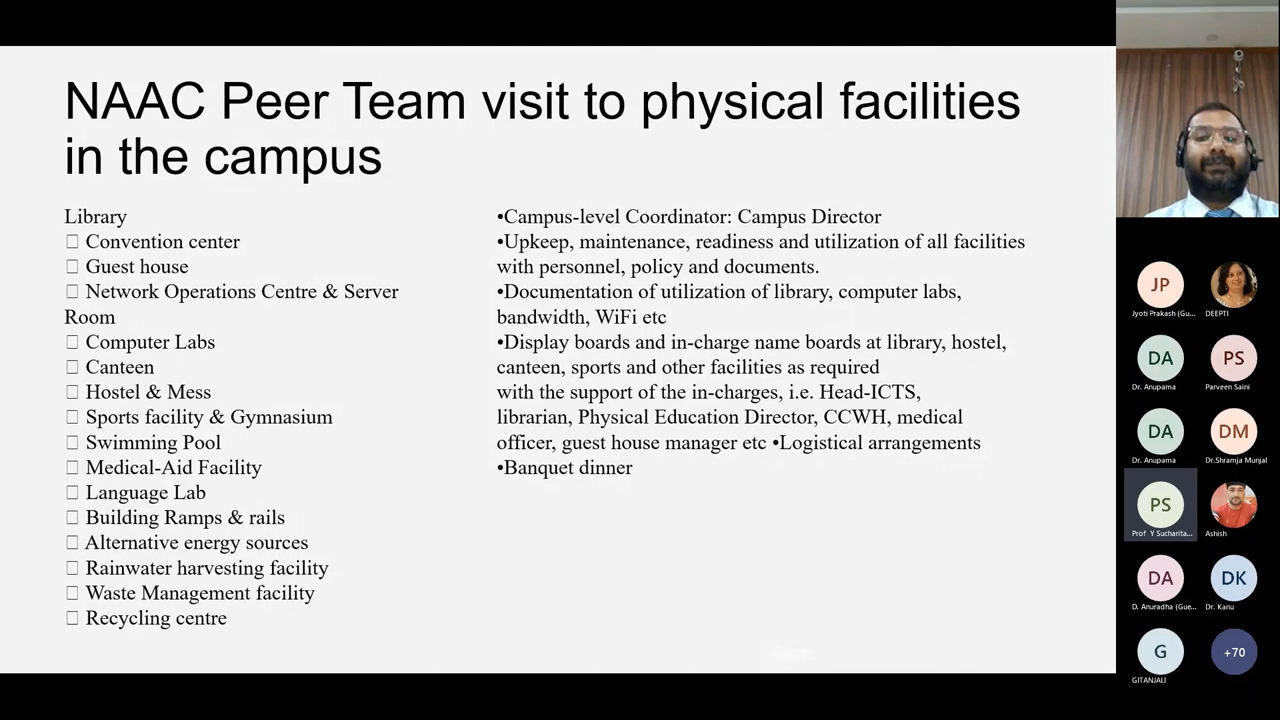 NAAC Peer Team visit to physical facilities
in the campus
Library
☐ Convention center
☐ Guest house
☐ Network Operations Centre & Server
Room
☐ Computer Labs
☐ Canteen
☐ Hostel & Mess
☐ Sports facility & Gymnasium
☐ Swimming Pool
☐ Medical-Aid Facility
☐ Language Lab
☐ Building Ramps & rails
☐ Alternative energy sources
☐ Rainwater harvesting facility
☐ Waste Management facility
☐ Recycling centre
•Campus-level Coordinator: Campus Director
•Upkeep, maintenance, readiness and utilization of all facilities
with personnel, policy and documents.
•Documentation of utilization of library, computer labs,
bandwidth, WiFi etc
•Display boards and in-charge name boards at library, hostel,
canteen, sports and other facilities as required
with the support of the in-charges, i.e. Head-ICTS,
librarian, Physical Education Director, CCWH, medical
officer, guest house manager etc •Logistical arrangements
•Banquet dinner
JP
Jyoti Prakash (Gu...
DEEPTI
DA
Dr. Anupama
PS
Parveen Saini
DA
Dr. Anupama
DM
Dr.Shramja Munjal
PS
Prof Y Sucharita...
Ashish
DA
D. Anuradha (Gue...
DK
Dr. Kanu
G
GITANJALI
+70